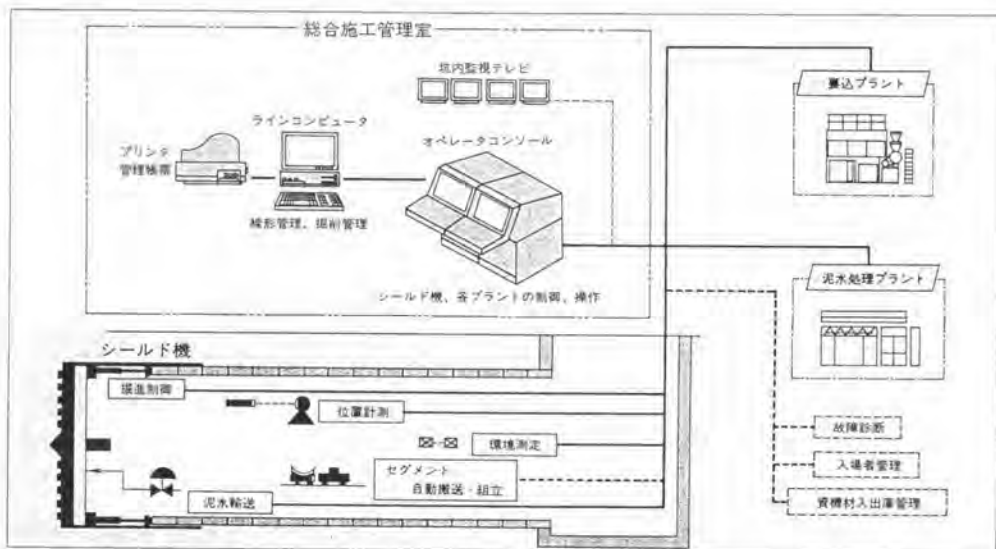 総合施工管理室
坑内監視テレビ
ラインコンピュータ
オペレータコンソール
プリンタ
管理帳票
線形管理、掘削管理
シールド機、各プラントの制御、操作
裏込プラント
泥水処理プラント
シールド機
掘進制御
位置計測
環境測定
セグメント
自動搬送・組立
泥水輸送
故障診断
入場者管理
資機材入出庫管理